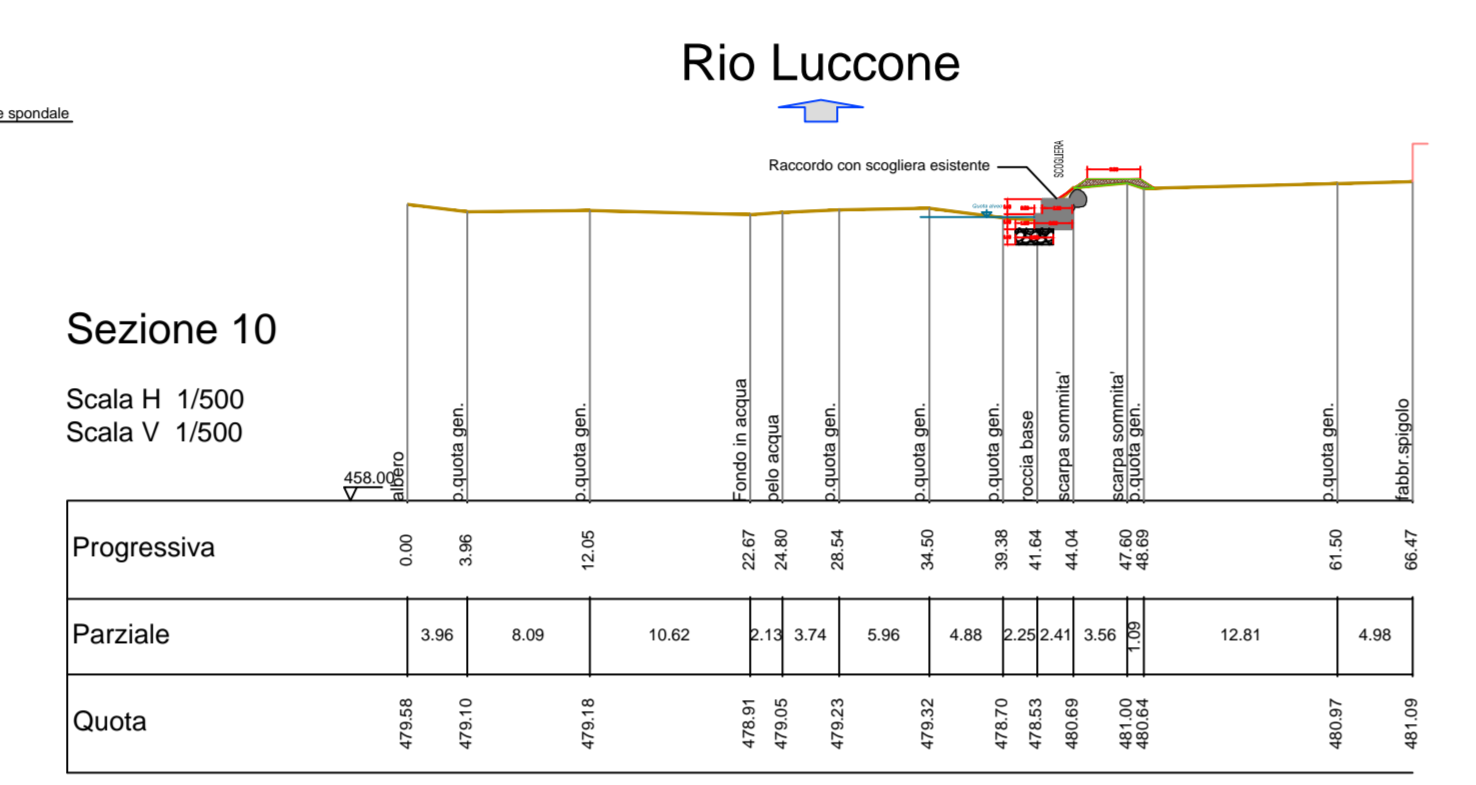 Rio Luccone
e spondale
Raccordo con scogliera esistente
SCOGLIERA
Sezione 10
Scala H 1/500
Scala V 1/500
458.00
albero
p.quota gen.
p.quota gen.
Fondo in acqua
pelo acqua
p.quota gen.
p.quota gen.
p.quota gen.
roccia base
scarpa sommita'
scarpa sommita'
p.quota gen.
p.quota gen.
fabbr.spigolo
Progressiva
0.00 3.96 12.05 22.67 24.80 28.54 34.50 39.38 41.64 44.04 47.60 48.69 61.50 66.47
Parziale
3.96 8.09 10.62 2.13 3.74 5.96 4.88 2.25 2.41 3.56 1.09 12.81 4.98
Quota
479.58 479.10 479.18 478.91 479.05 479.23 479.32 478.70 478.53 480.69 481.00 480.64 480.97 481.09